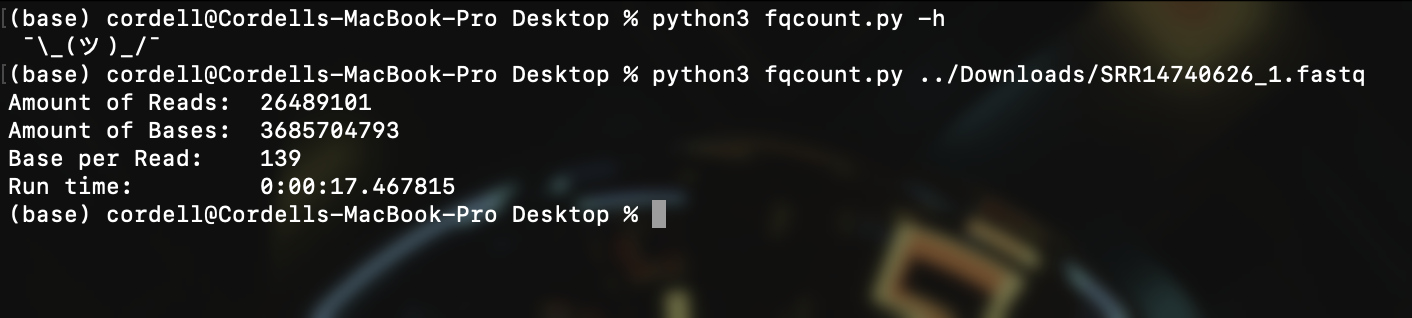 (base) cordell@Cordells-MacBook-Pro Desktop % python3 fqcount.py -h
¯\_(ツ)_/¯
(base) cordell@Cordells-MacBook-Pro Desktop % python3 fqcount.py ../Downloads/SRR14740626_1.fastq
Amount of Reads:  26489101
Amount of Bases:  3685704793
Base per Read:    139
Run time:         0:00:17.467815
(base) cordell@Cordells-MacBook-Pro Desktop %